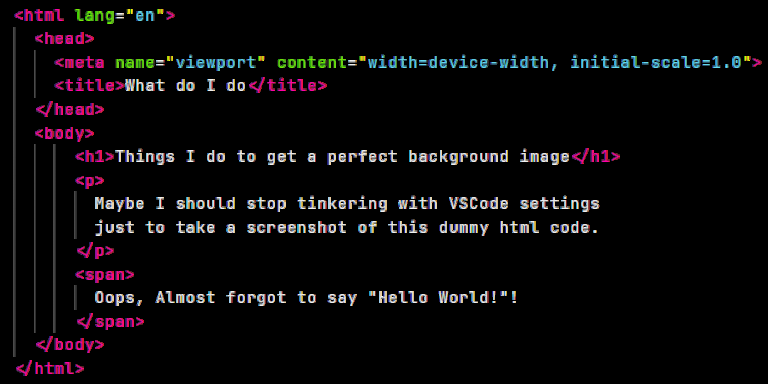 <html lang="en">
<head>
<meta name="viewport" content="width=device-width, initial-scale=1.0">
<title>What do I do</title>
</head>
<body>
<h1>Things I do to get a perfect background image</h1>
<p>
Maybe I should stop tinkering with VSCode settings
just to take a screenshot of this dummy html code.
</p>
<span>
Oops, Almost forgot to say "Hello World!"!
</span>
</body>
</html>